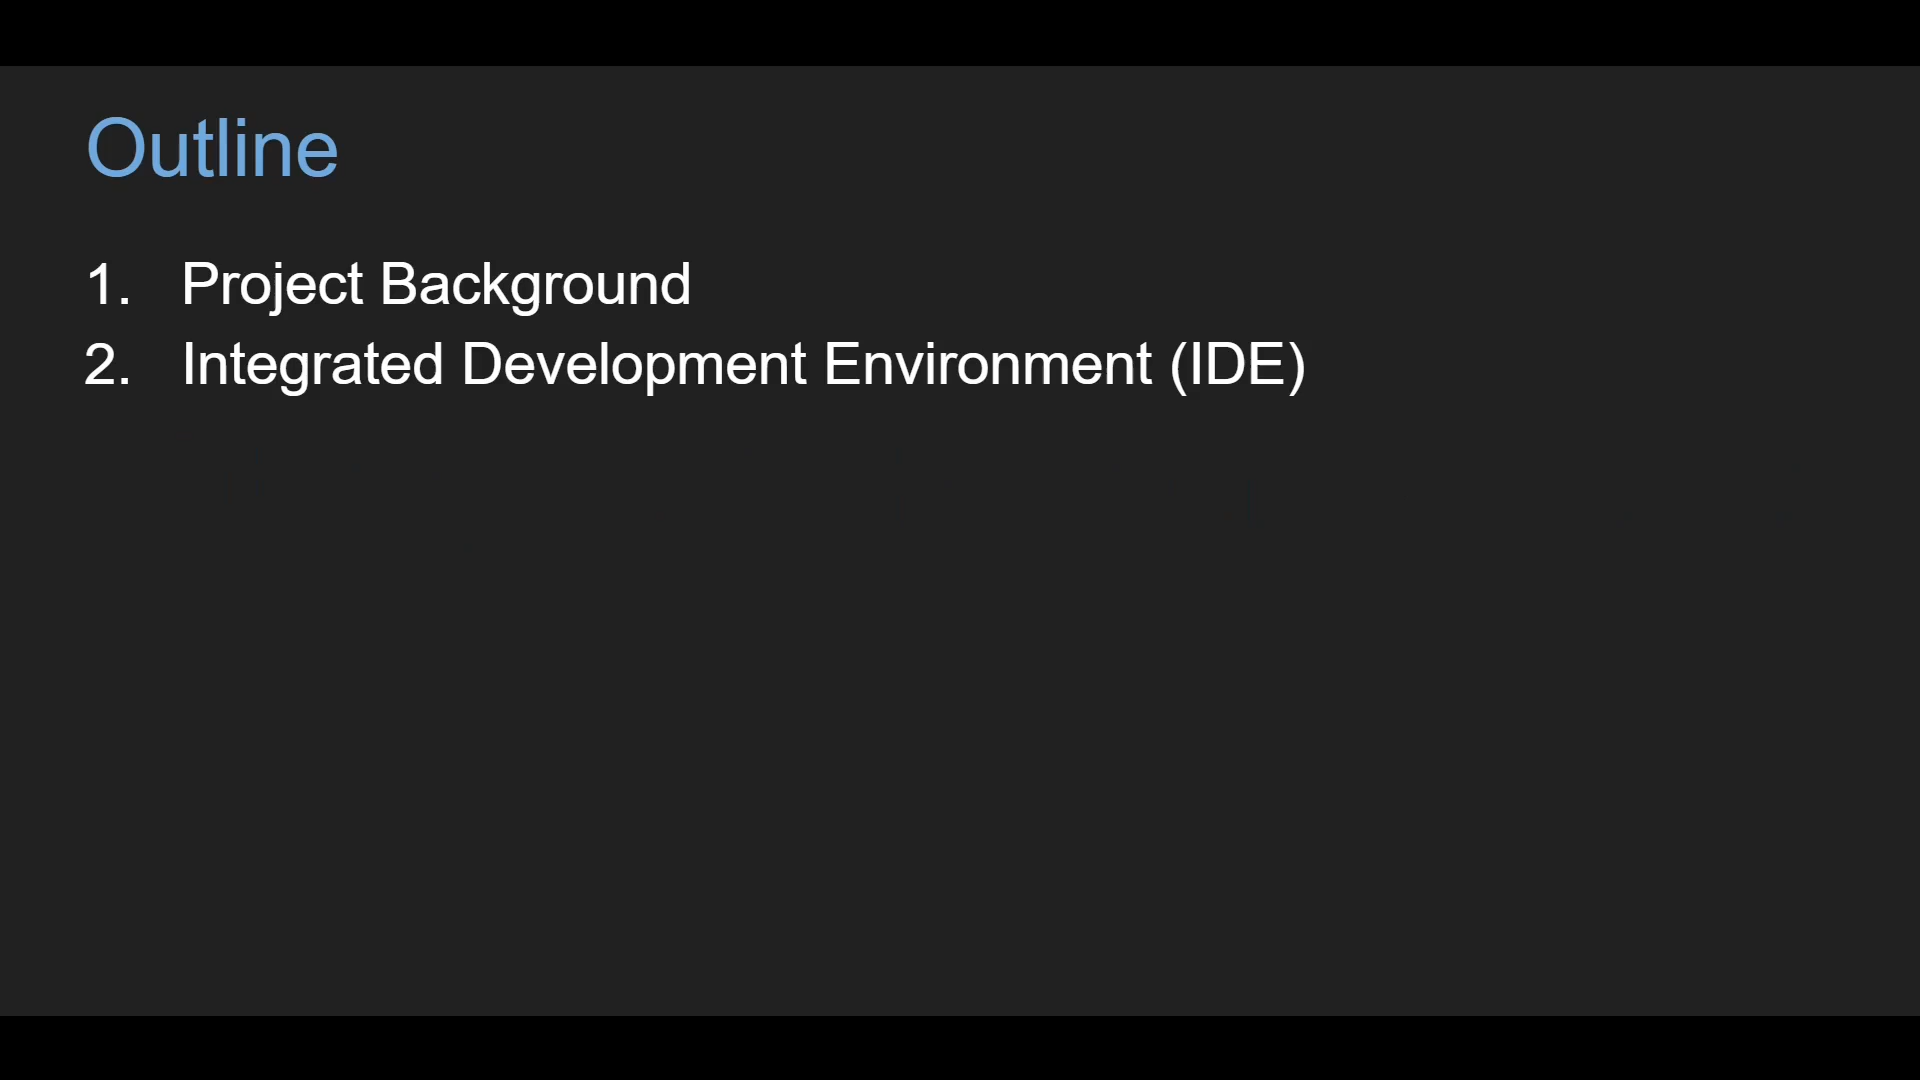 Outline
1. Project Background
2. Integrated Development Environment (IDE)